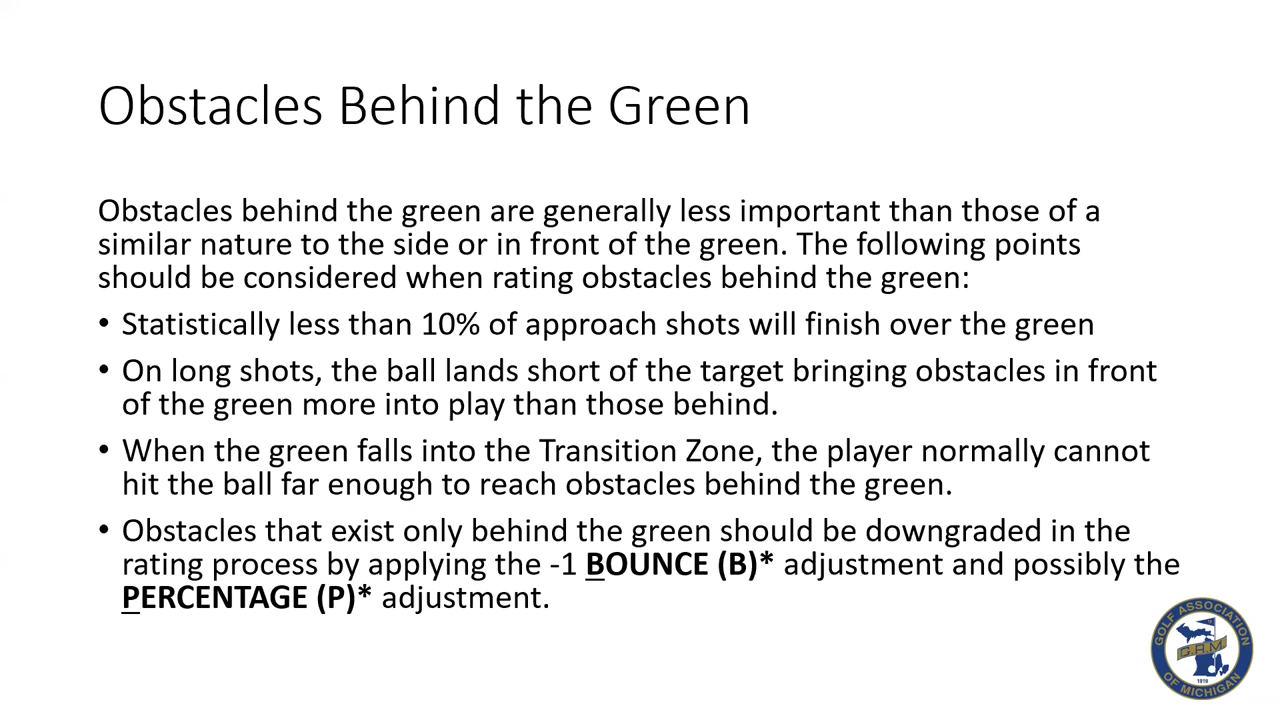 Obstacles Behind the Green
Obstacles behind the green are generally less important than those of a
similar nature to the side or in front of the green. The following points
should be considered when rating obstacles behind the green:
• Statistically less than 10% of approach shots will finish over the green
• On long shots, the ball lands short of the target bringing obstacles in front
of the green more into play than those behind.
• When the green falls into the Transition Zone, the player normally cannot
hit the ball far enough to reach obstacles behind the green.
• Obstacles that exist only behind the green should be downgraded in the
rating process by applying the -1 BOUNCE (B)* adjustment and possibly the
PERCENTAGE (P)* adjustment.
GOLF ASSOCIATION
G.A.M
1919
OF MICHIGAN